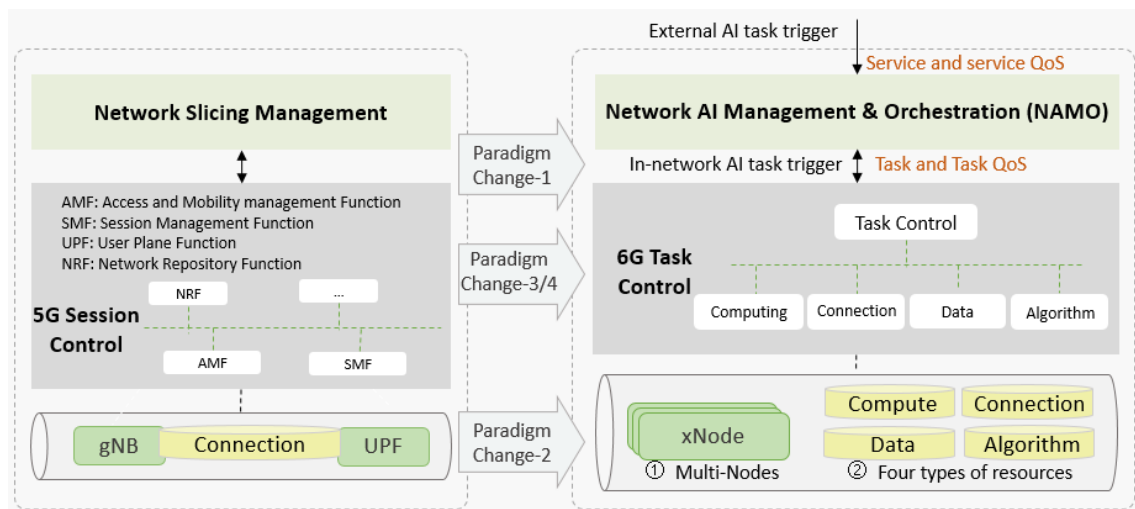 External AI task trigger
Service and service QoS
Network Slicing Management
Network AI Management & Orchestration (NAMO)
Paradigm
Change-1
In-network AI task trigger
Task and Task QoS
AMF: Access and Mobility management Function
SMF: Session Management Function
UPF: User Plane Function
NRF: Network Repository Function
NRF
...
5G Session
Control
AMF
SMF
Paradigm
Change-3/4
Task Control
6G Task
Control
Computing
Connection
Data
Algorithm
gNB
Connection
UPF
Paradigm
Change-2
xNode
① Multi-Nodes
Compute
Connection
Data
Algorithm
② Four types of resources